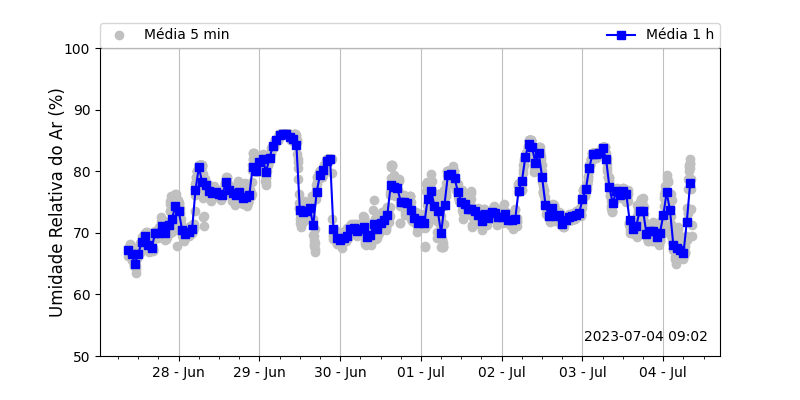 Média 5 min
Média 1 h
Umidade Relativa do Ar (%)
100
90
80
70
60
50
2023-07-04 09:02
28 - Jun
29 - Jun
30 - Jun
01 - Jul
02 - Jul
03 - Jul
04 - Jul